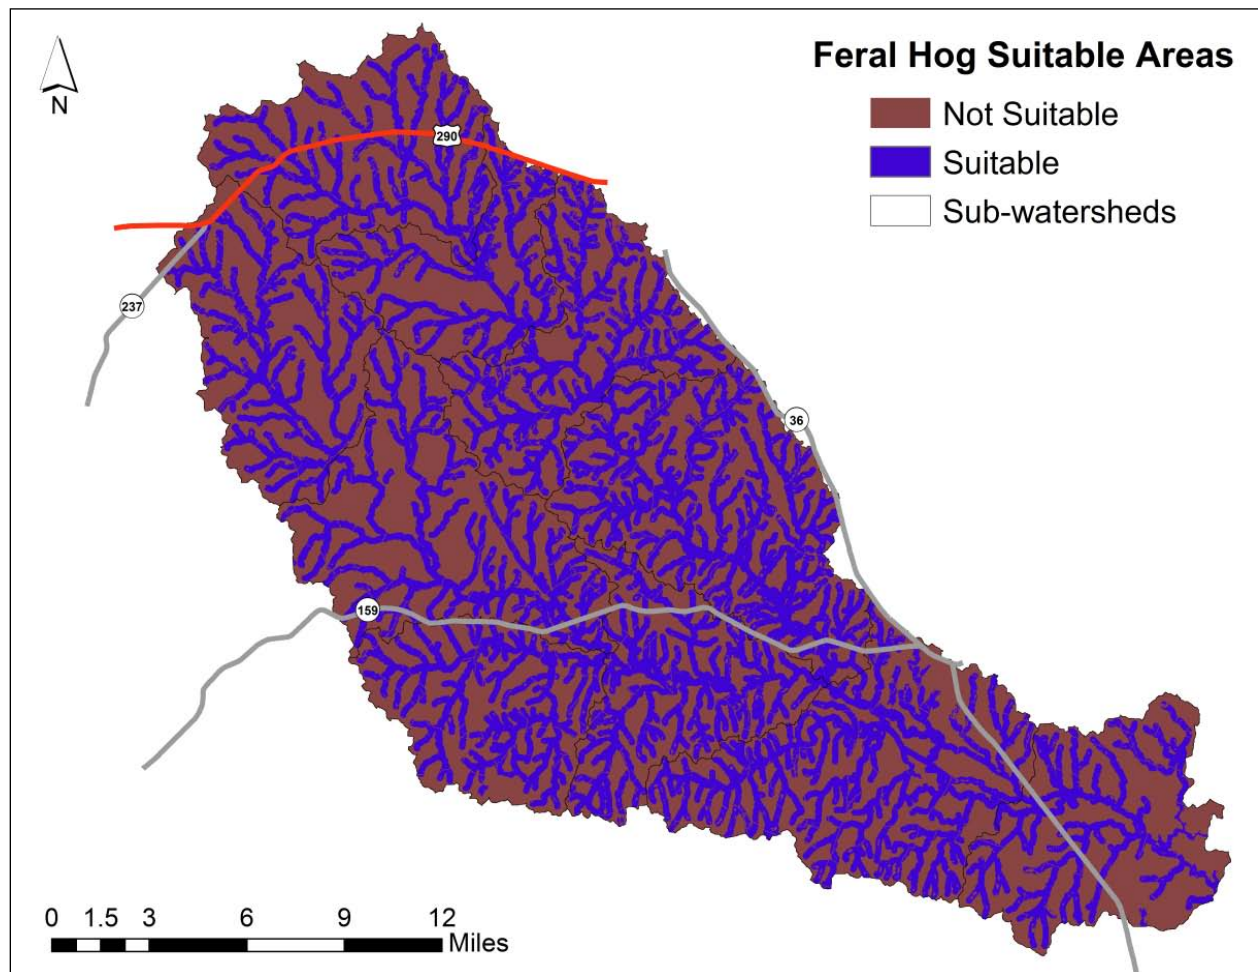 Feral Hog Suitable Areas
Not Suitable
Suitable
Sub-watersheds
N
290
237
36
159
0 1.5 3 6 9 12
Miles